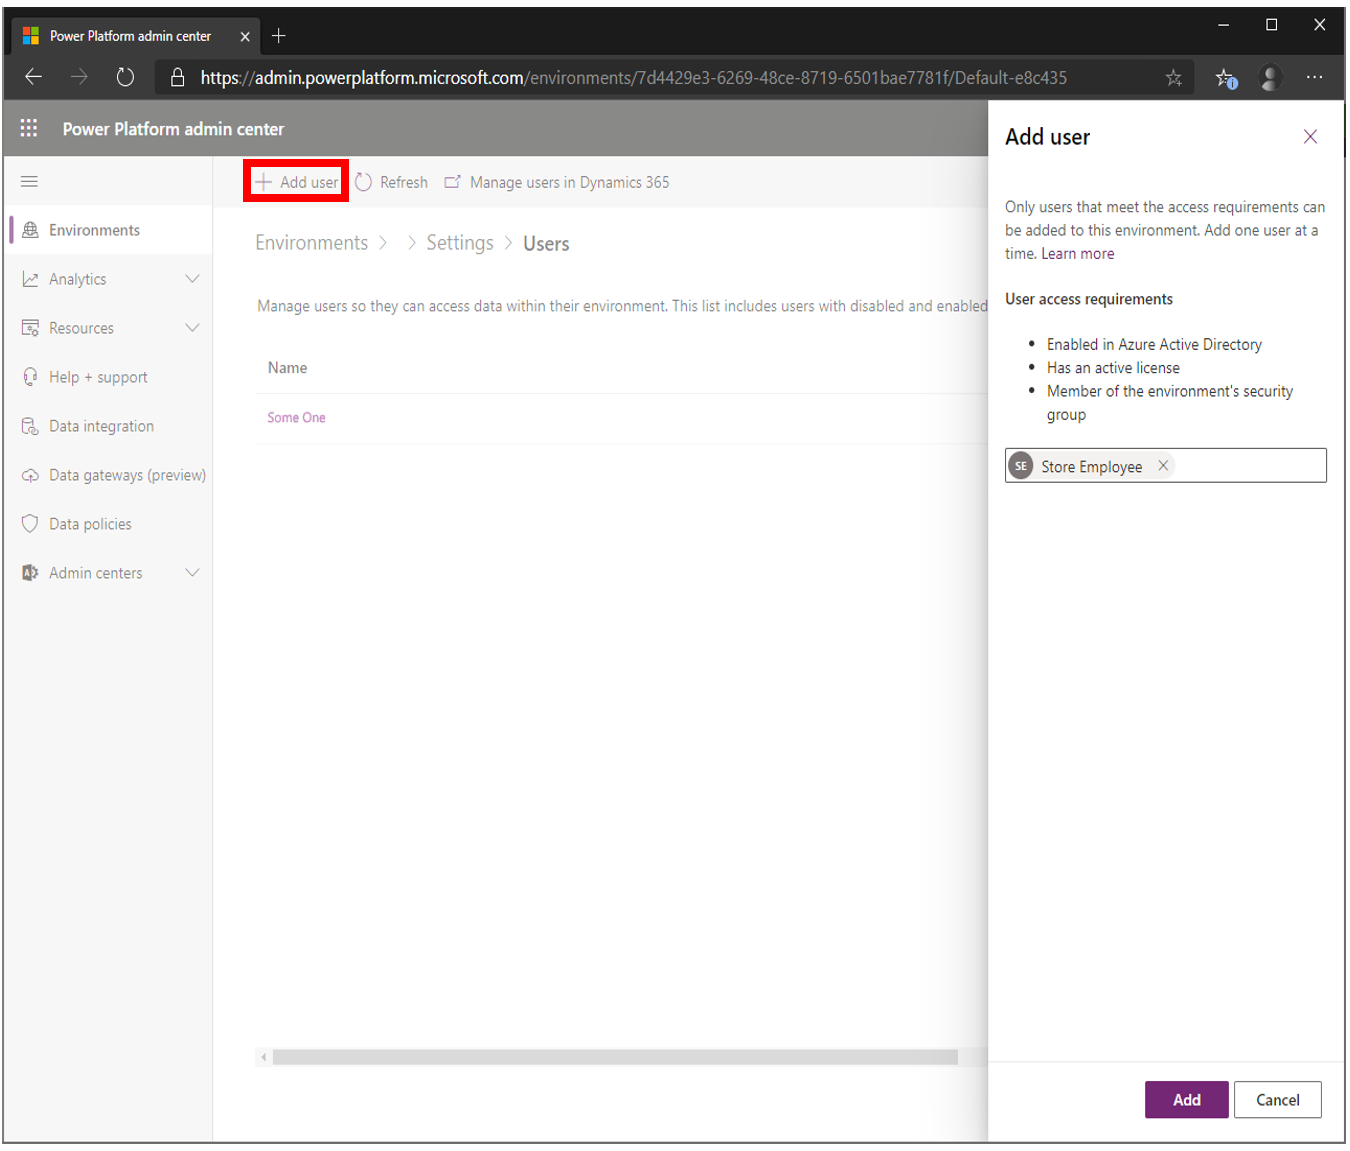 Power Platform admin center
https://admin.powerplatform.microsoft.com/environments/7d4429e3-6269-48ce-8719-6501bae7781f/Default-e8c435
Power Platform admin center
Add user
Refresh
Manage users in Dynamics 365
Environments
Analytics
Resources
Help + support
Data integration
Data gateways (preview)
Data policies
Admin centers
Environments > > Settings > Users
Manage users so they can access data within their environment. This list includes users with disabled and enabled
Name
Some One
Add user
Only users that meet the access requirements can
be added to this environment. Add one user at a
time. Learn more
User access requirements
• Enabled in Azure Active Directory
• Has an active license
• Member of the environment's security
group
SE Store Employee
Add
Cancel